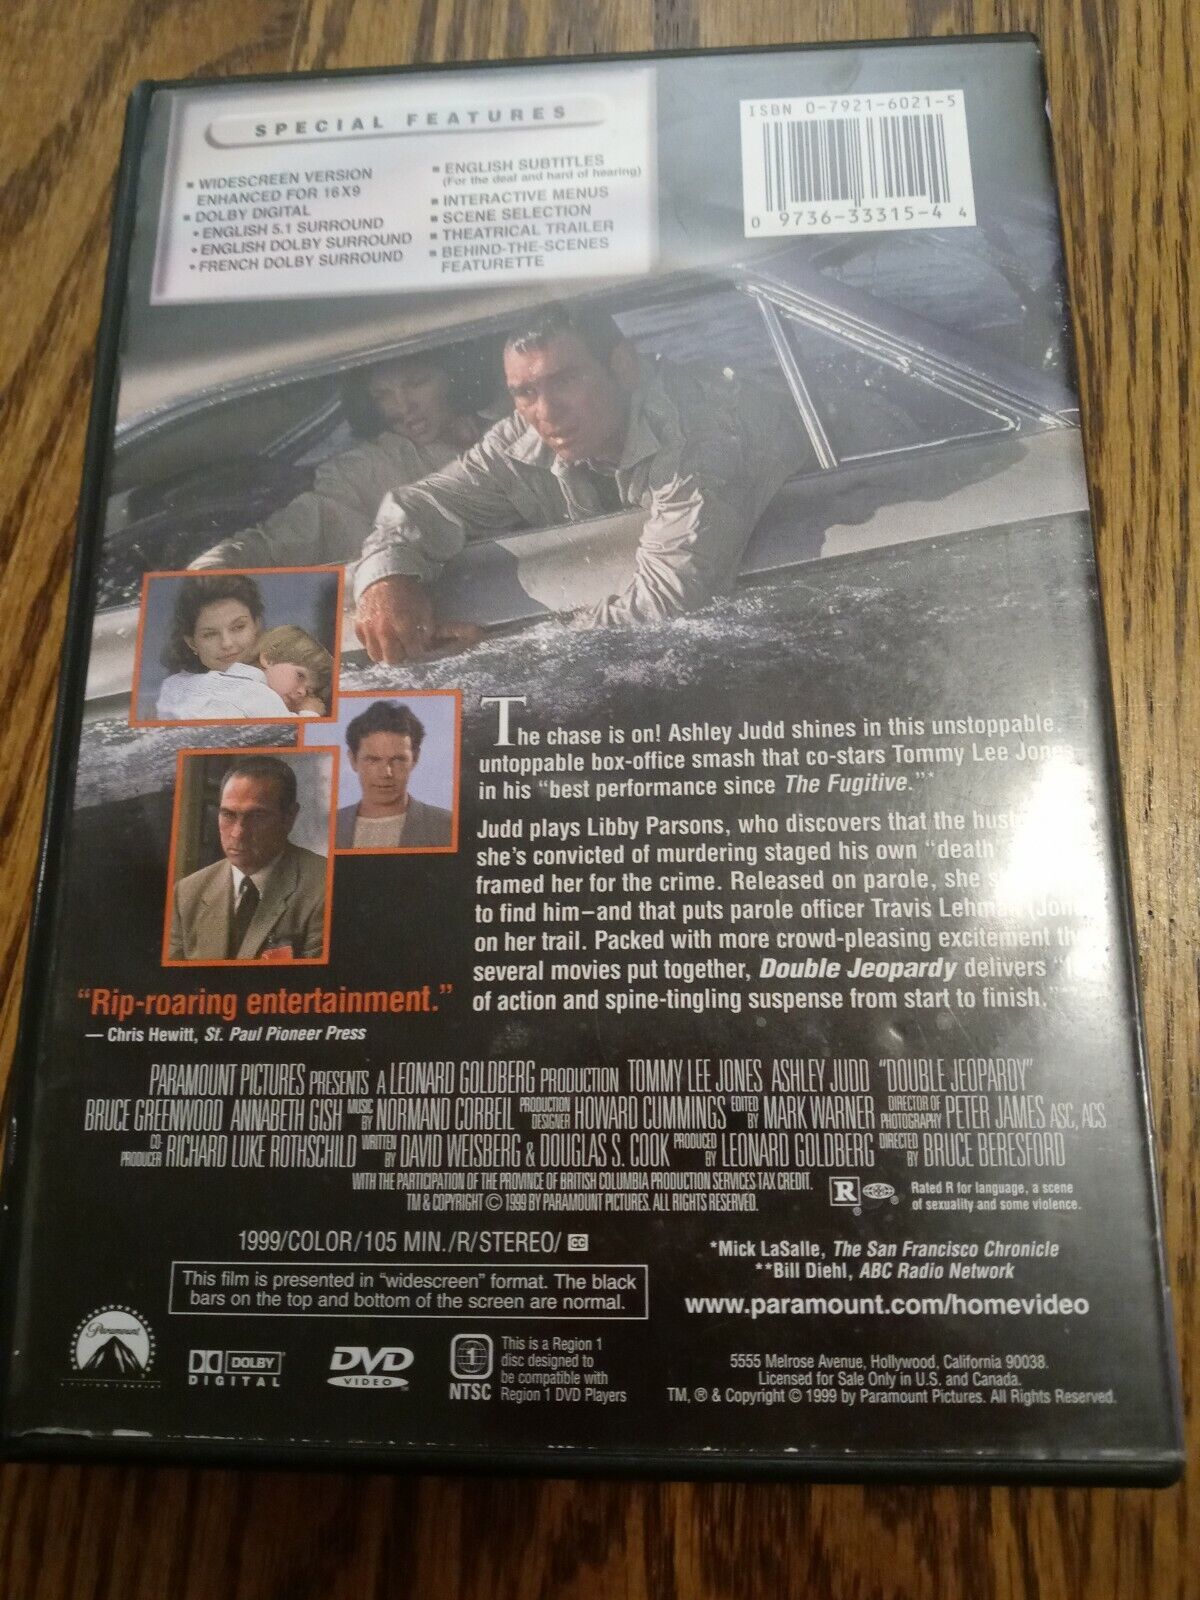 SPECIAL FEATURES
▪ WIDESCREEN VERSION
ENHANCED FOR 16X9
▪ DOLBY DIGITAL
• ENGLISH 5.1 SURROUND
• ENGLISH DOLBY SURROUND
• FRENCH DOLBY SURROUND
▪ ENGLISH SUBTITLES
(For the deaf and hard of hearing)
▪ INTERACTIVE MENUS
▪ SCENE SELECTION
▪ THEATRICAL TRAILER
▪ BEHIND-THE-SCENES
FEATURETTE
ISBN 0-7921-6021-5
0 9736-33315-4 4
The chase is on! Ashley Judd shines in this unstoppable,
untoppable box-office smash that co-stars Tommy Lee Jones
in his "best performance since The Fugitive."*
Judd plays Libby Parsons, who discovers that the
she's convicted of murdering staged his own "death"
framed her for the crime. Released on parole, she
to find him–and that puts parole officer Travis Lehman
on her trail. Packed with more crowd-pleasing excitement
several movies put together, Double Jeopardy delivers
of action and spine-tingling suspense from start to finish."**
"Rip-roaring entertainment."
— Chris Hewitt, St. Paul Pioneer Press
PARAMOUNT PICTURES PRESENTS A LEONARD GOLDBERG PRODUCTION TOMMY LEE JONES ASHLEY JUDD "DOUBLE JEOPARDY"
BRUCE GREENWOOD ANNABETH GISH MUSIC BY NORMAND CORBEIL PRODUCTION DESIGNER HOWARD CUMMINGS EDITED BY MARK WARNER DIRECTOR OF PHOTOGRAPHY PETER JAMES ASC, ACS
CO-PRODUCER RICHARD LUKE ROTHSCHILD WRITTEN BY DAVID WEISBERG & DOUGLAS S. COOK PRODUCED BY LEONARD GOLDBERG DIRECTED BY BRUCE BERESFORD
WITH THE PARTICIPATION OF THE PROVINCE OF BRITISH COLUMBIA PRODUCTION SERVICES TAX CREDIT.
TM & COPYRIGHT © 1999 BY PARAMOUNT PICTURES. ALL RIGHTS RESERVED.
R ®
Rated R for language, a scene
of sexuality and some violence.
1999/COLOR/105 MIN./R/STEREO/ CC
*Mick LaSalle, The San Francisco Chronicle
**Bill Diehl, ABC Radio Network
This film is presented in "widescreen" format. The black
bars on the top and bottom of the screen are normal.
www.paramount.com/homevideo
Paramount
DOLBY
DIGITAL
DVD
VIDEO
1
NTSC
This is a Region 1
disc designed to
be compatible with
Region 1 DVD Players
5555 Melrose Avenue, Hollywood, California 90038.
Licensed for Sale Only in U.S. and Canada.
TM, ® & Copyright © 1999 by Paramount Pictures. All Rights Reserved.